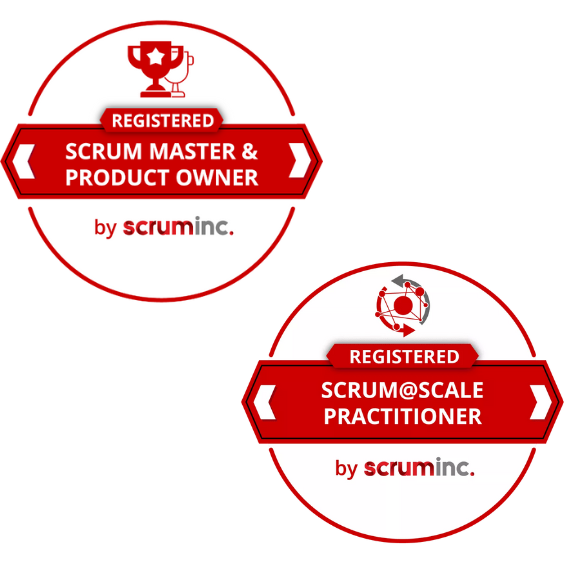 REGISTERED
SCRUM MASTER &
PRODUCT OWNER
by scruminc.
REGISTERED
SCRUM@SCALE
PRACTITIONER
by scruminc.